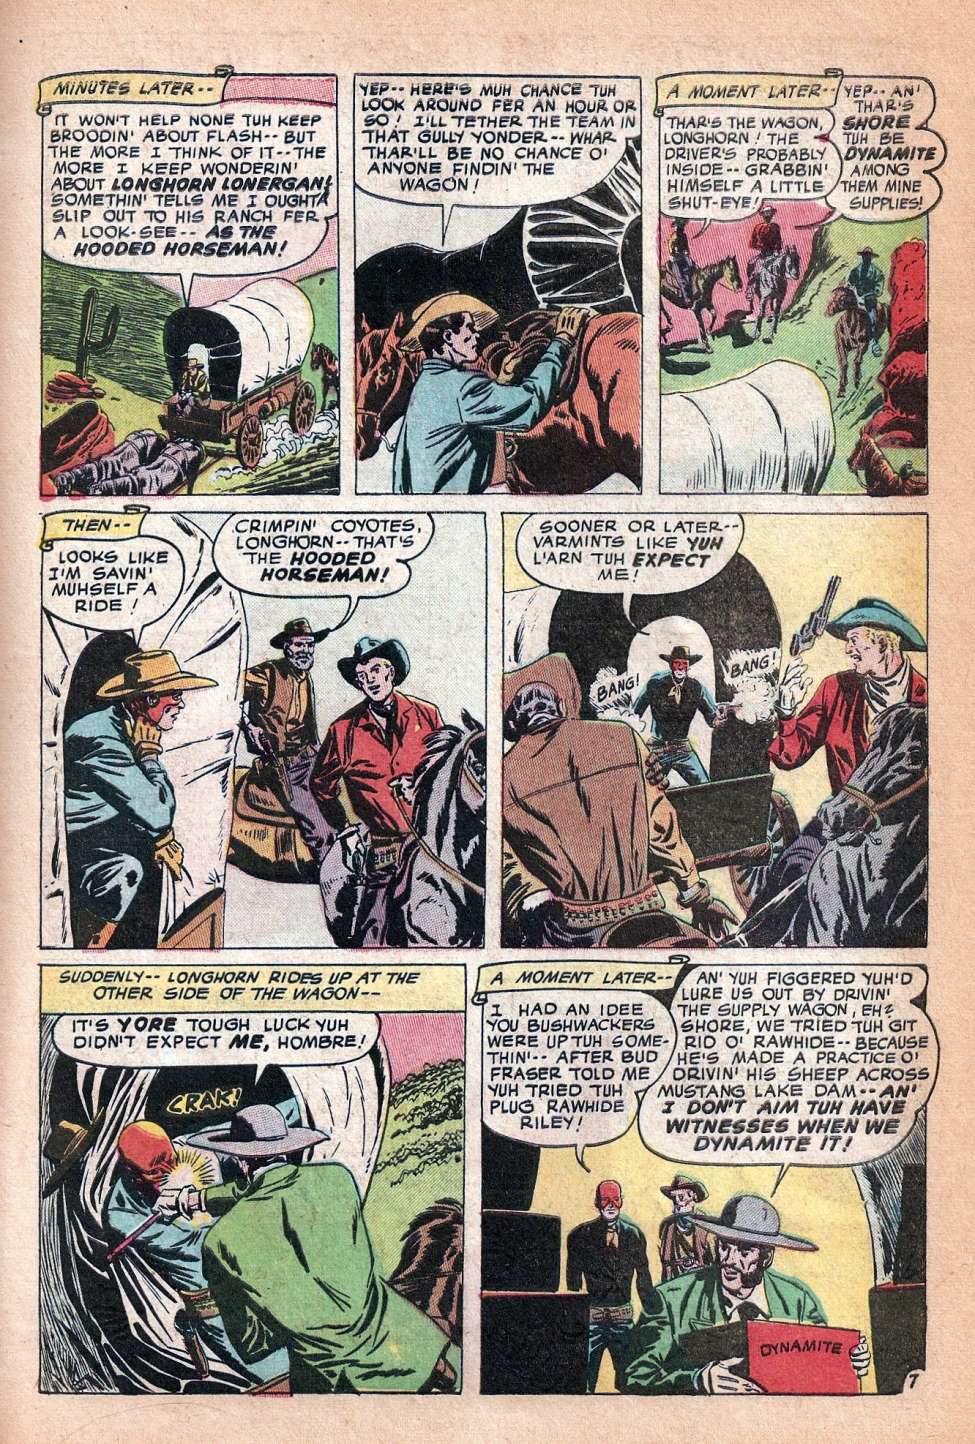 MINUTES LATER--
IT WON'T HELP NONE TUH KEEP
BROODIN' ABOUT FLASH-- BUT
THE MORE I THINK OF IT--THE
MORE I KEEP WONDERIN'
ABOUT LONGHORN LONERGAN!
SOMETHIN' TELLS ME I OUGHTA
SLIP OUT TO HIS RANCH FER
A LOOK-SEE-- AS THE
HOODED HORSEMAN!
YEP-- HERE'S MUH CHANCE TUH
LOOK AROUND FER AN HOUR OR
SO! I'LL TETHER THE TEAM IN
THAT GULLY YONDER-- WHAR
THAR'LL BE NO CHANCE O'
ANYONE FINDIN' THE
WAGON!
A MOMENT LATER--
THAR'S THE WAGON,
LONGHORN! THE
DRIVER'S PROBABLY
INSIDE-- GRABBIN'
HIMSELF A LITTLE
SHUT-EYE!
YEP-- AN'
THAR'S
SHORE
TUH BE
DYNAMITE
AMONG
THEM MINE
SUPPLIES!
THEN--
LOOKS LIKE
I'M SAVIN'
MUHSELF A
RIDE!
CRIMPIN' COYOTES,
LONGHORN--THAT'S
THE HOODED
HORSEMAN!
SOONER OR LATER--
VARMINTS LIKE YUH
L'ARN TUH EXPECT
ME!
BANG!
BANG!
SUDDENLY-- LONGHORN RIDES UP AT THE
OTHER SIDE OF THE WAGON--
IT'S YORE TOUGH LUCK YUH
DIDN'T EXPECT ME, HOMBRE!
CRAK!
A MOMENT LATER--
I HAD AN IDEE
YOU BUSHWACKERS
WERE UP TUH SOME-
THIN'-- AFTER BUD
FRASER TOLD ME
YUH TRIED TUH
PLUG RAWHIDE
RILEY!
AN' YUH FIGGERED YUH'D
LURE US OUT BY DRIVIN'
THE SUPPLY WAGON, EH?
SHORE, WE TRIED TUH GIT
RID O' RAWHIDE-- BECAUSE
HE'S MADE A PRACTICE O'
DRIVIN' HIS SHEEP ACROSS
MUSTANG LAKE DAM-- AN'
I DON'T AIM TUH HAVE
WITNESSES WHEN WE
DYNAMITE IT!
DYNAMITE
7